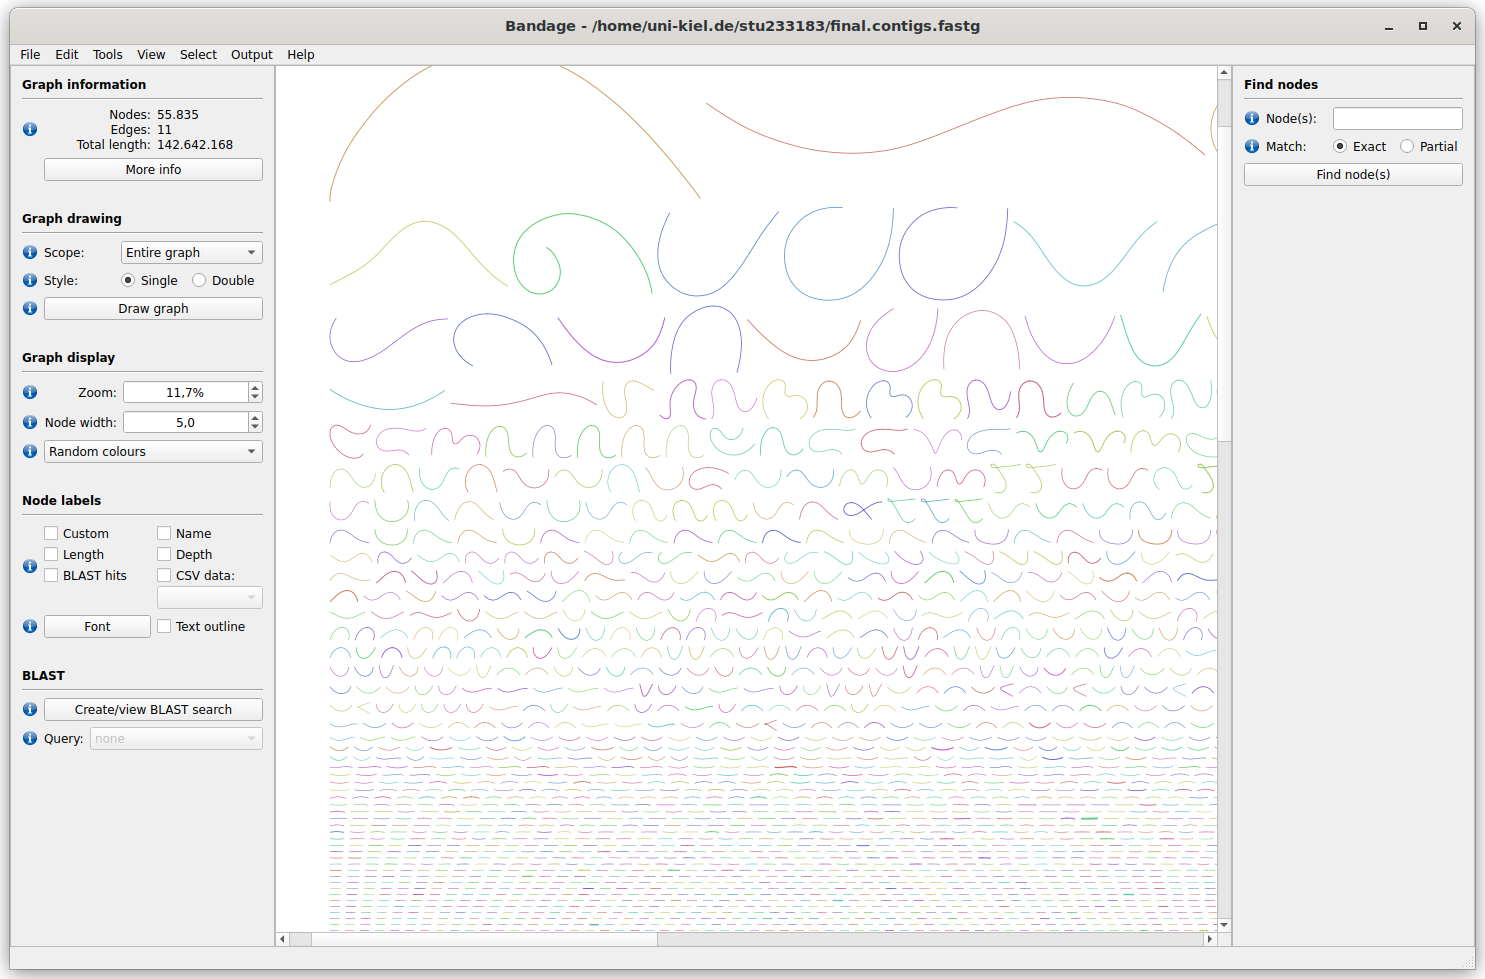 Bandage - /home/uni-kiel.de/stu233183/final.contigs.fastg
File Edit Tools View Select Output Help
Graph information
Nodes: 55.835
Edges: 11
Total length: 142.642.168
More info
Graph drawing
Scope: Entire graph
Style: Single Double
Draw graph
Graph display
Zoom: 11,7%
Node width: 5,0
Random colours
Node labels
Custom Name
Length Depth
BLAST hits CSV data:
Font Text outline
BLAST
Create/view BLAST search
Query: none
Find nodes
Node(s):
Match: Exact Partial
Find node(s)